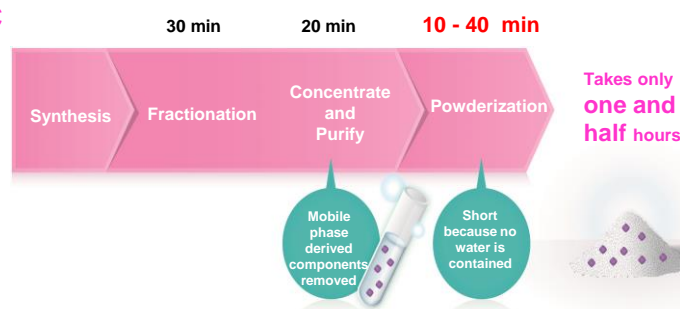 30 min
20 min
10 - 40 min
Synthesis
Fractionation
Concentrate
and
Purify
Powderization
Takes only
one and
half hours
Mobile
phase
derived
components
removed
Short
because no
water is
contained